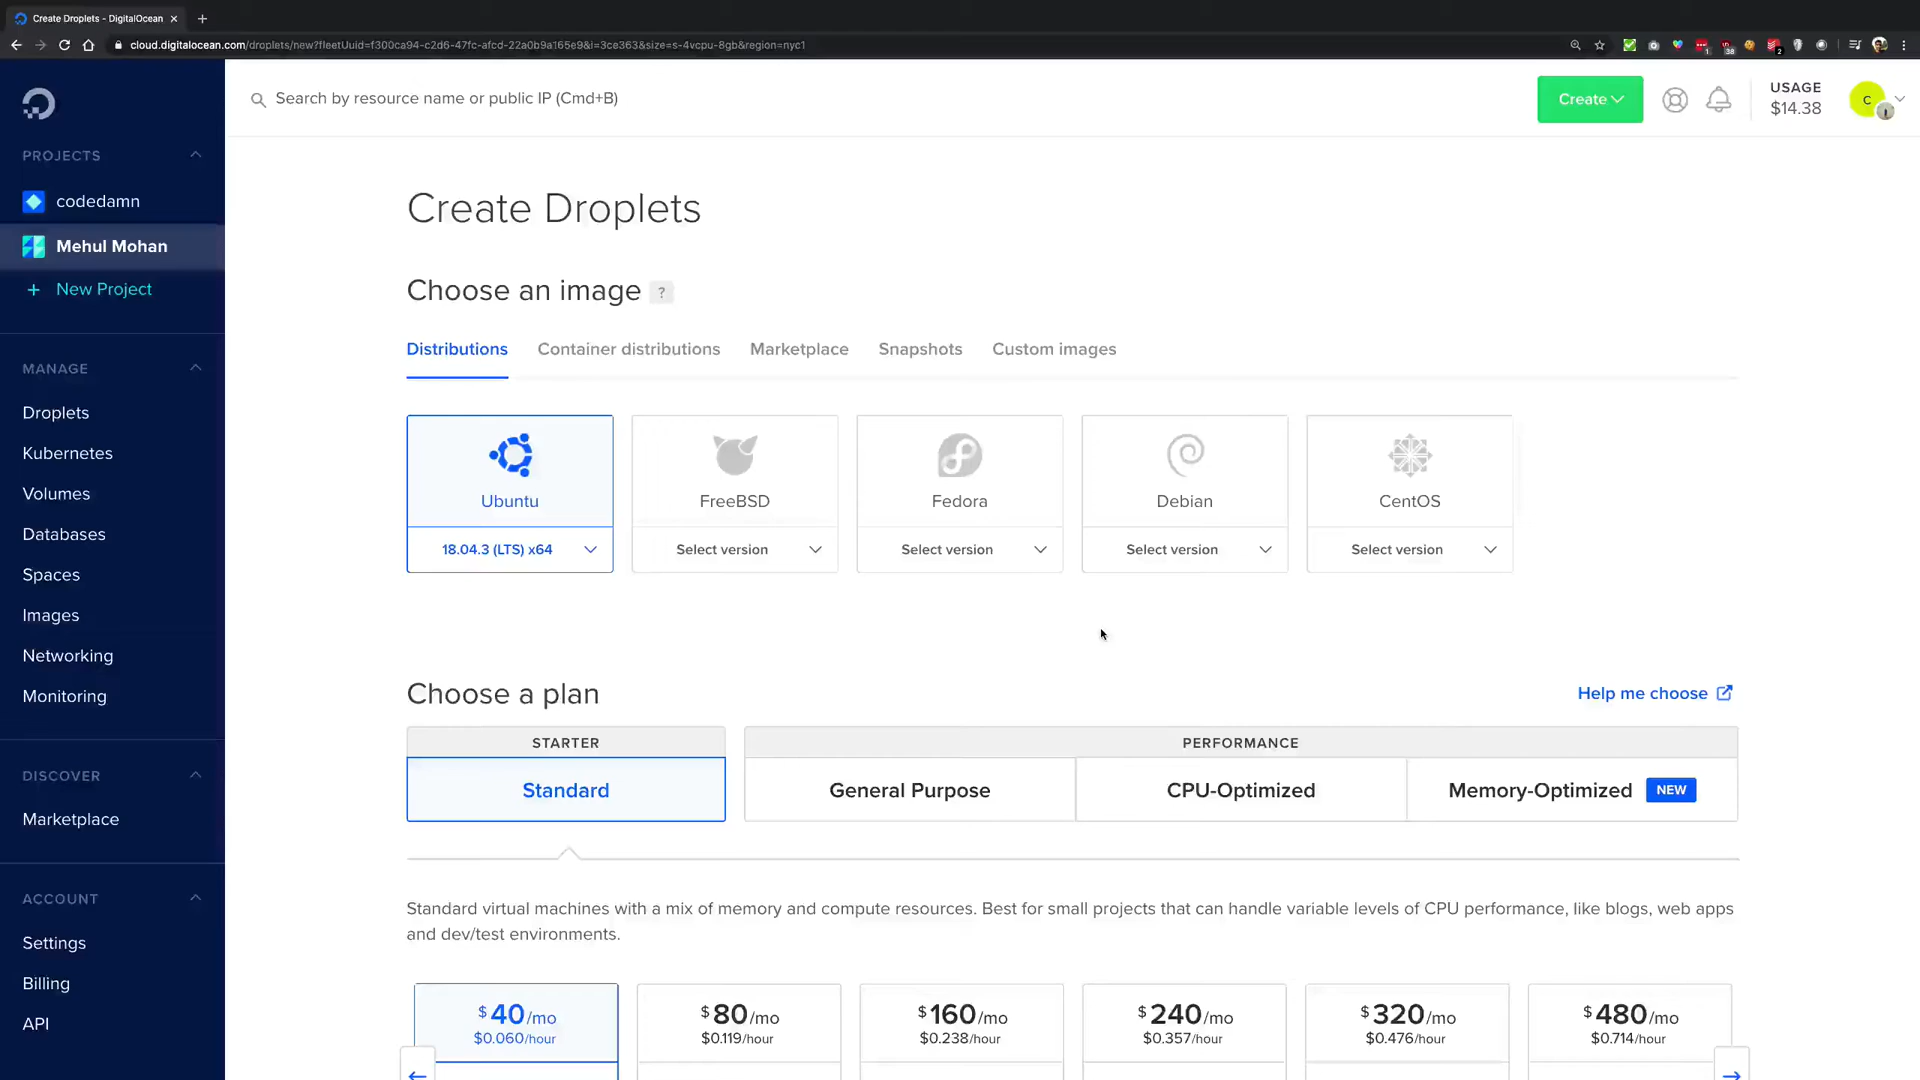 Create Droplets - DigitalOcean
cloud.digitalocean.com/droplets/new?fleetUuid=f300ca94-c2d6-47fc-afcd-22a0b9a165e9&i=3ce363&size=s-4vcpu-8gb&region=nyc1
Search by resource name or public IP (Cmd+B)
Create
USAGE
$14.38
C
PROJECTS
codedamn
Mehul Mohan
+ New Project
MANAGE
Droplets
Kubernetes
Volumes
Databases
Spaces
Images
Networking
Monitoring
DISCOVER
Marketplace
ACCOUNT
Settings
Billing
API
Create Droplets
Choose an image ?
Distributions Container distributions Marketplace Snapshots Custom images
Ubuntu FreeBSD Fedora Debian CentOS
18.04.3 (LTS) x64 Select version Select version Select version Select version
Choose a plan
Help me choose
STARTER PERFORMANCE
Standard General Purpose CPU-Optimized Memory-Optimized NEW
Standard virtual machines with a mix of memory and compute resources. Best for small projects that can handle variable levels of CPU performance, like blogs, web apps
and dev/test environments.
$40/mo $80/mo $160/mo $240/mo $320/mo $480/mo
$0.060/hour $0.119/hour $0.238/hour $0.357/hour $0.476/hour $0.714/hour